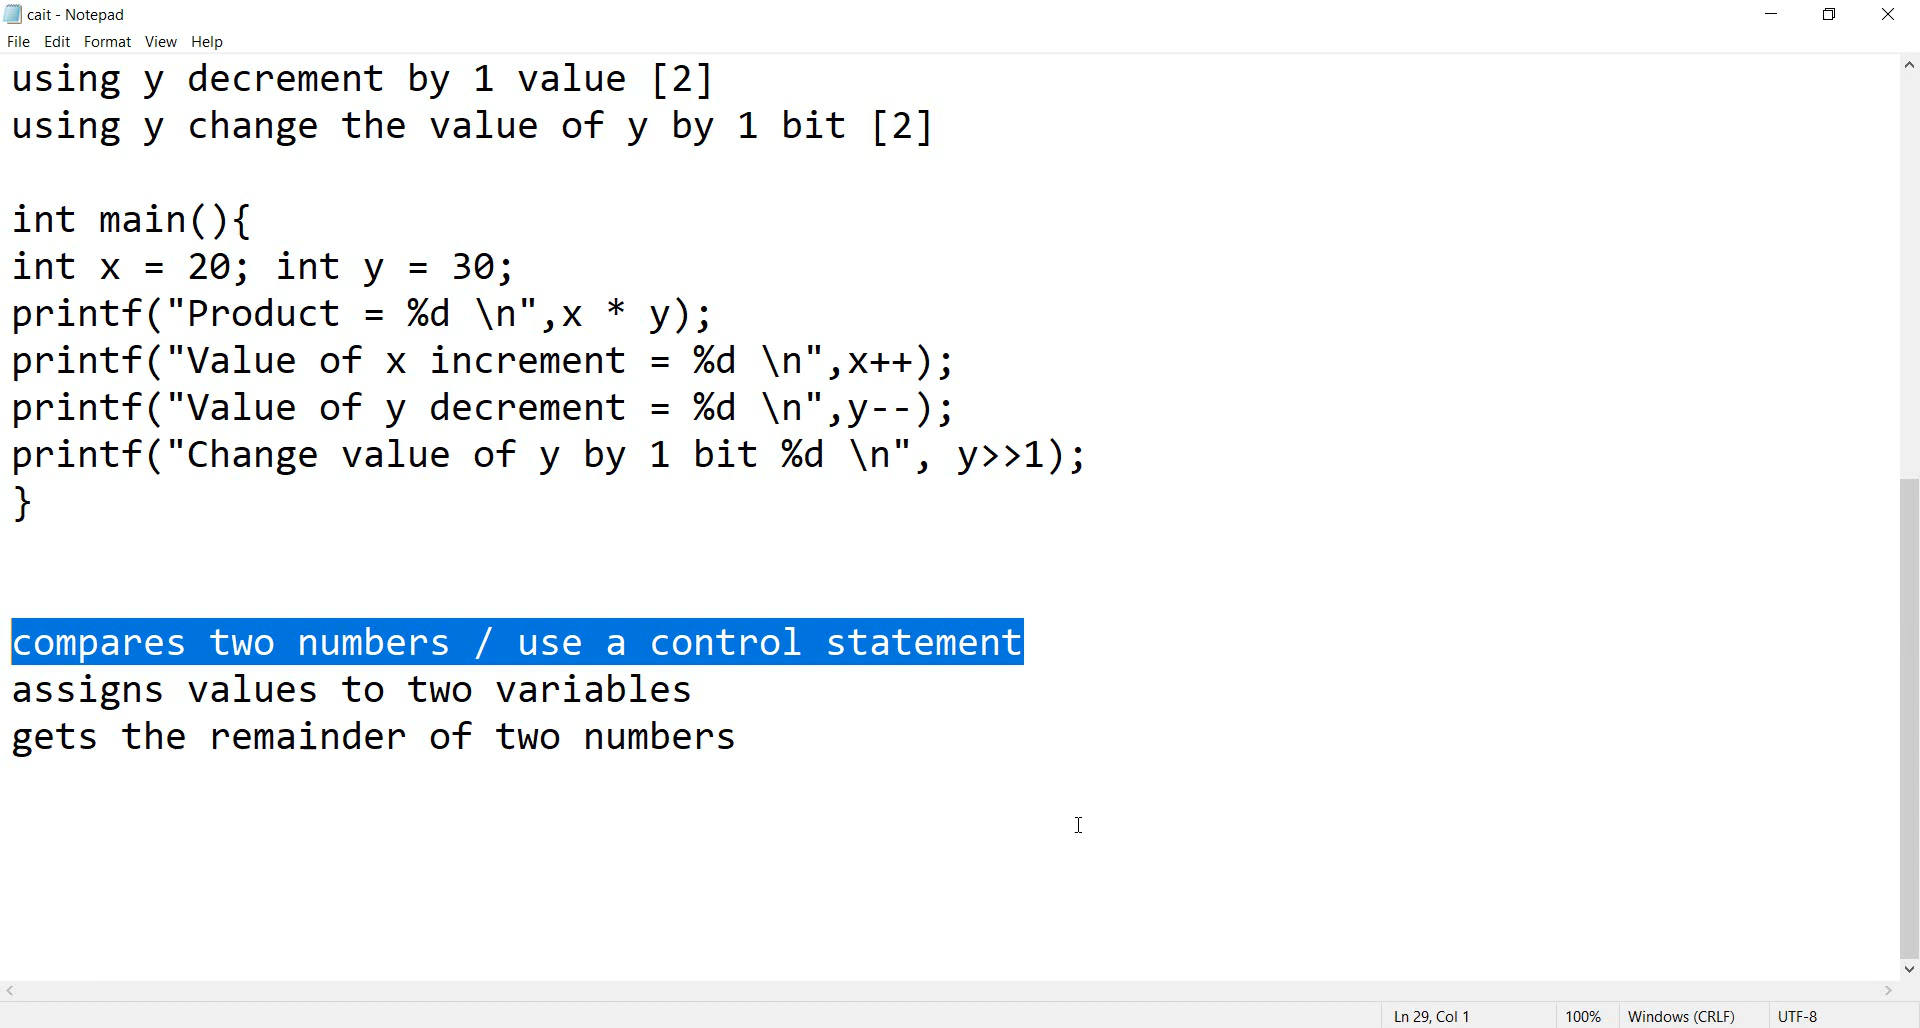 cait - Notepad
File Edit Format View Help
using y decrement by 1 value [2]
using y change the value of y by 1 bit [2]
int main(){
int x = 20; int y = 30;
printf("Product = %d \n",x * y);
printf("Value of x increment = %d \n",x++);
printf("Value of y decrement = %d \n",y--);
printf("Change value of y by 1 bit %d \n", y>>1);
}
compares two numbers / use a control statement
assigns values to two variables
gets the remainder of two numbers
Ln 29, Col 1 100% Windows (CRLF) UTF-8